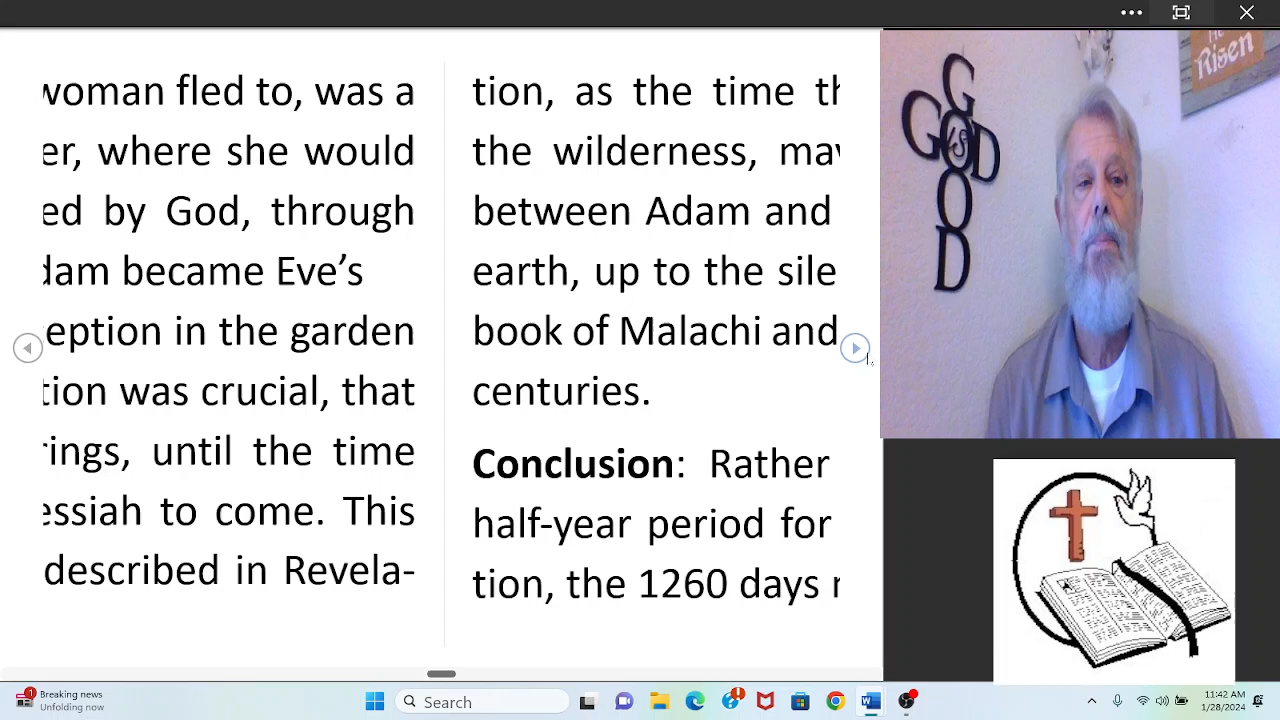 woman fled to, was a
er, where she would
ed by God, through
dam became Eve's
eption in the garden
tion was crucial, that
rings, until the time
essiah to come. This
described in Revela-
tion, as the time th
the wilderness, may
between Adam and
earth, up to the sile
book of Malachi and
centuries.
Conclusion: Rather
half-year period for
tion, the 1260 days
Risen
GOD
IS
GOOD
Breaking news
Unfolding now
Search
11:42 AM
1/28/2024